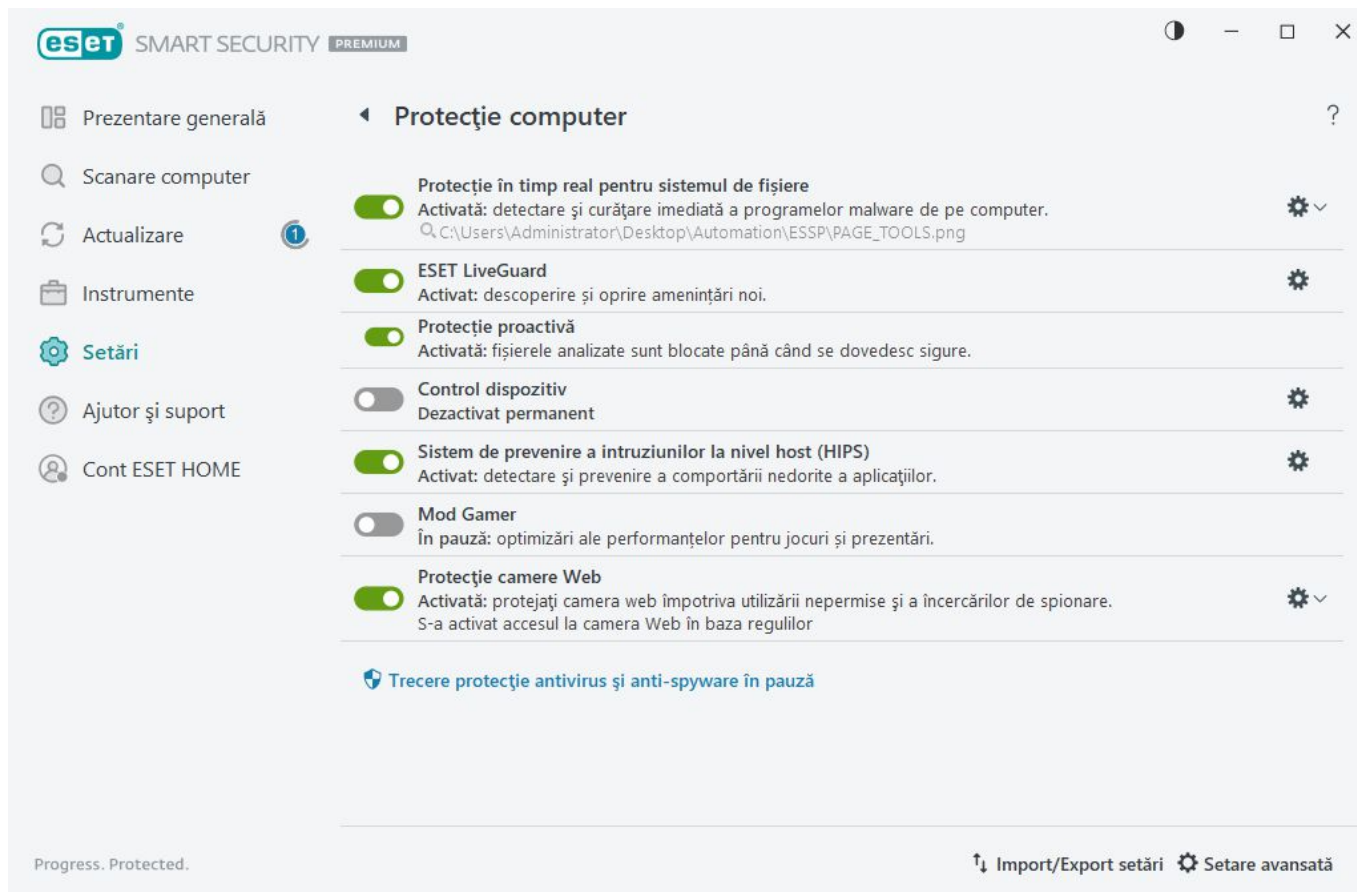 eset® SMART SECURITY PREMIUM
Prezentare generală
Scanare computer
Actualizare 1
Instrumente
Setări
Ajutor şi suport
Cont ESET HOME
Protecţie computer ?
Protecție în timp real pentru sistemul de fișiere
Activată: detectare şi curăţare imediată a programelor malware de pe computer.
C:\Users\Administrator\Desktop\Automation\ESSP\PAGE_TOOLS.png
ESET LiveGuard
Activat: descoperire și oprire amenințări noi.
Protecție proactivă
Activată: fișierele analizate sunt blocate până când se dovedesc sigure.
Control dispozitiv
Dezactivat permanent
Sistem de prevenire a intruziunilor la nivel host (HIPS)
Activat: detectare şi prevenire a comportării nedorite a aplicaţiilor.
Mod Gamer
În pauză: optimizări ale performanțelor pentru jocuri și prezentări.
Protecţie camere Web
Activată: protejaţi camera web împotriva utilizării nepermise şi a încercărilor de spionare.
S-a activat accesul la camera Web în baza regulilor
Trecere protecţie antivirus şi anti-spyware în pauză
Progress. Protected.
Import/Export setări Setare avansată